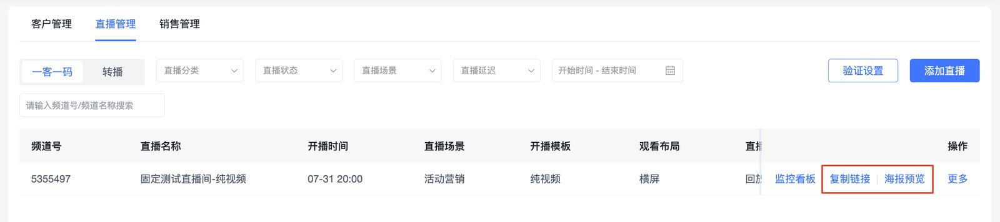 客户管理 直播管理 销售管理
一客一码 转播 直播分类 直播状态 直播场景 直播延迟 开始时间 - 结束时间 验证设置 添加直播
请输入频道号/频道名称搜索
频道号 直播名称 开播时间 直播场景 开播模板 观看布局 直播 操作
5355497 固定测试直播间-纯视频 07-31 20:00 活动营销 纯视频 横屏 回放 监控看板 复制链接 海报预览 更多